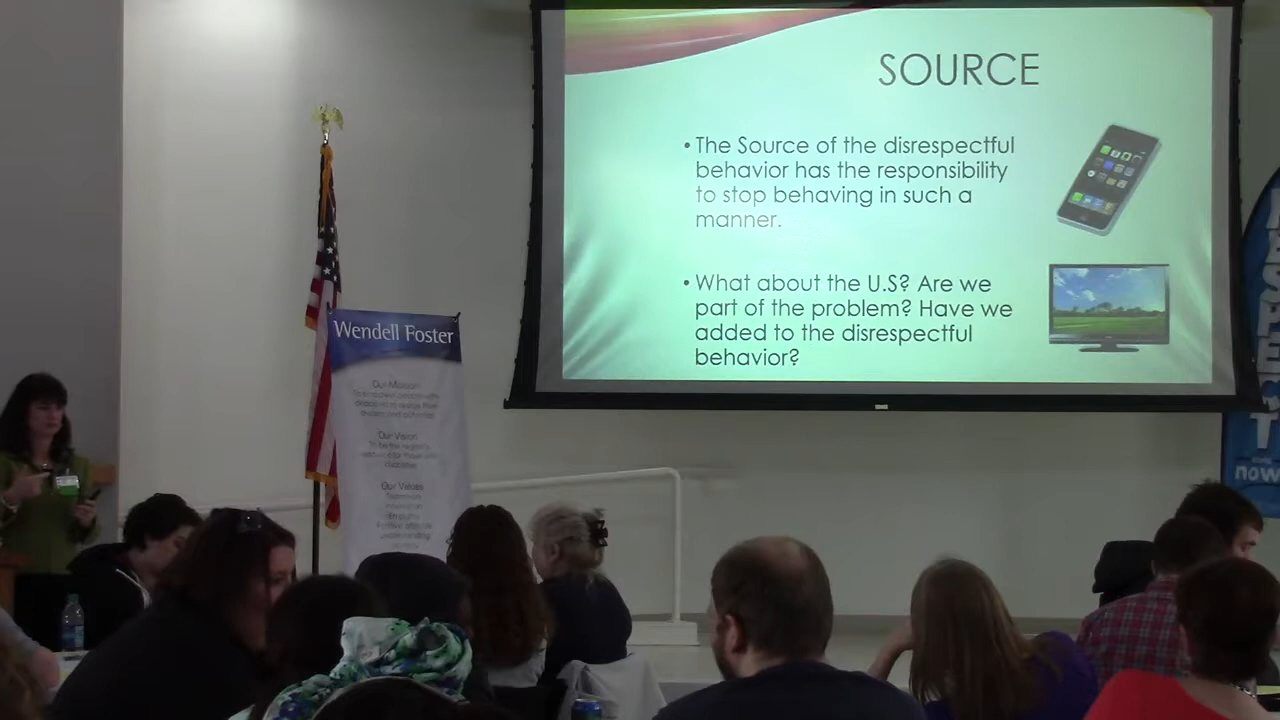 SOURCE
• The Source of the disrespectful
behavior has the responsibility
to stop behaving in such a
manner.
• What about the U.S? Are we
part of the problem? Have we
added to the disrespectful
behavior?
Wendell Foster
Our Mission
Our Vision
Our Values
now